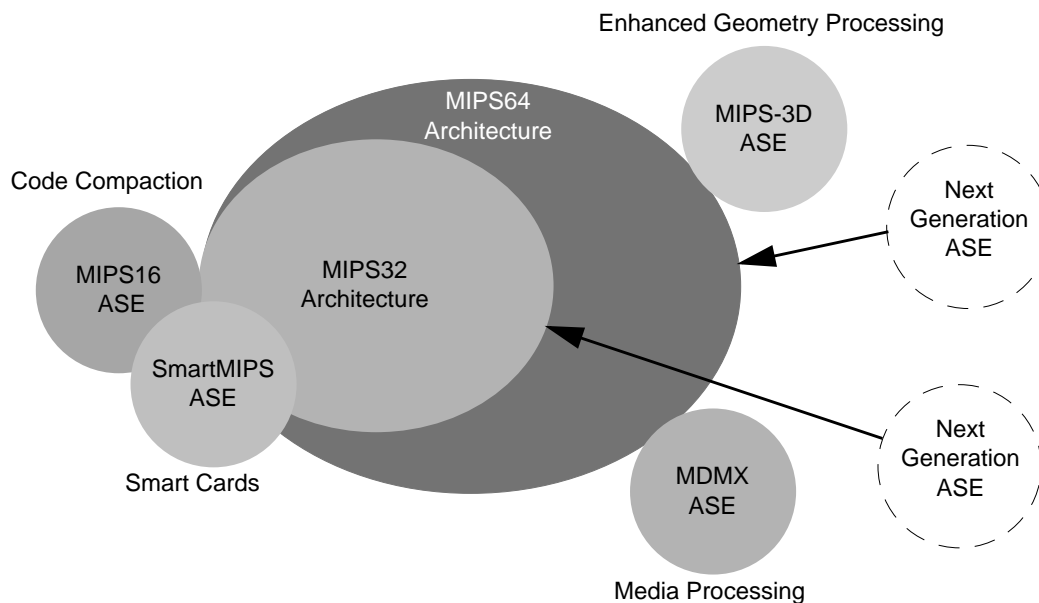 Enhanced Geometry Processing
MIPS64
Architecture
MIPS-3D
ASE
Code Compaction
Next
Generation
ASE
MIPS16
ASE
MIPS32
Architecture
SmartMIPS
ASE
Smart Cards
MDMX
ASE
Next
Generation
ASE
Media Processing